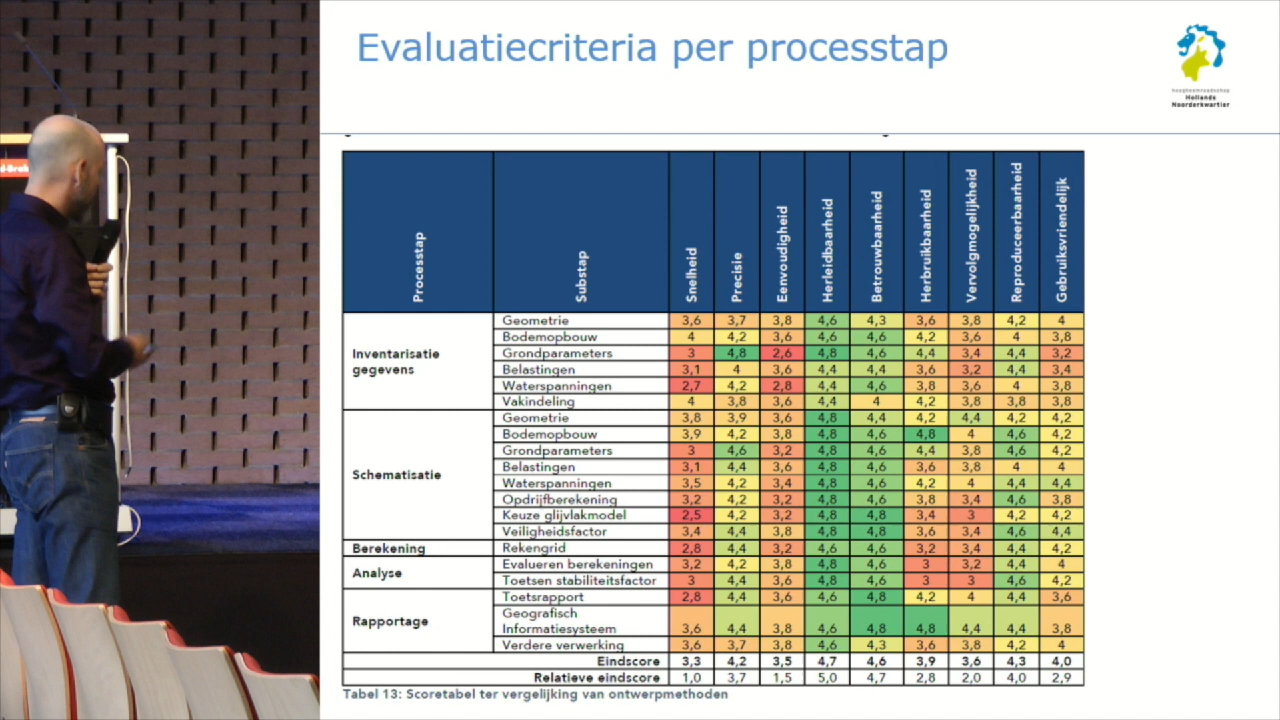 Evaluatiecriteria per processtap
hoogheemraadschap
Hollands
Noorderkwartier
Processtap Substap Snelheid Precisie Eenvoudigheid Herleidbaarheid Betrouwbaarheid Herbruikbaarheid Vervolgmogelijkheid Reproduceerbaarheid Gebruiksvriendelijk
Inventarisatie gegevens
Geometrie 3,6 3,7 3,8 4,6 4,3 3,6 3,8 4,2 4
Bodemopbouw 4 4,2 3,6 4,6 4,6 4,2 3,6 4 3,8
Grondparameters 3 4,8 2,6 4,8 4,6 4,4 3,4 4,4 3,2
Belastingen 3,1 4 3,6 4,4 4,4 3,6 3,2 4,4 3,4
Waterspanningen 2,7 4,2 2,8 4,4 4,6 3,8 3,6 4 3,8
Vakindeling 4 3,8 3,6 4,4 4 4,2 3,8 3,8 3,8
Schematisatie
Geometrie 3,8 3,9 3,6 4,8 4,4 4,2 4,4 4,2 4,2
Bodemopbouw 3,9 4,2 3,8 4,8 4,6 4,8 4 4,6 4,2
Grondparameters 3 4,6 3,2 4,8 4,6 4,4 3,8 4,6 4,2
Belastingen 3,1 4,4 3,6 4,8 4,6 3,6 3,8 4 4
Waterspanningen 3,5 4,2 3,4 4,8 4,6 4,2 4 4,4 4,4
Opdrijfberekening 3,2 4,2 3,2 4,8 4,6 3,8 3,4 4,6 3,8
Keuze glijvlakmodel 2,5 4,2 3,2 4,8 4,8 3,4 3 4,2 4,2
Veiligheidsfactor 3,4 4,4 3,8 4,8 4,8 3,6 3,4 4,6 4,4
Berekening Rekengrid 2,8 4,4 3,2 4,6 4,6 3,2 3,4 4,4 4,2
Analyse
Evalueren berekeningen 3,2 4,2 3,8 4,8 4,6 3 3,2 4,4 4
Toetsen stabiliteitsfactor 3 4,4 3,6 4,8 4,6 3 3 4,6 4,2
Rapportage
Toetsrapport 2,8 4,4 3,6 4,6 4,8 4,2 4 4,4 3,6
Geografisch
Informatiesysteem 3,6 4,4 3,8 4,6 4,8 4,8 4,4 4,4 3,8
Verdere verwerking 3,6 3,7 3,8 4,6 4,3 3,6 3,8 4,2 4
Eindscore 3,3 4,2 3,5 4,7 4,6 3,9 3,6 4,3 4,0
Relatieve eindscore 1,0 3,7 1,5 5,0 4,7 2,8 2,0 4,0 2,9
Tabel 13: Scoretabel ter vergelijking van ontwerpmethoden